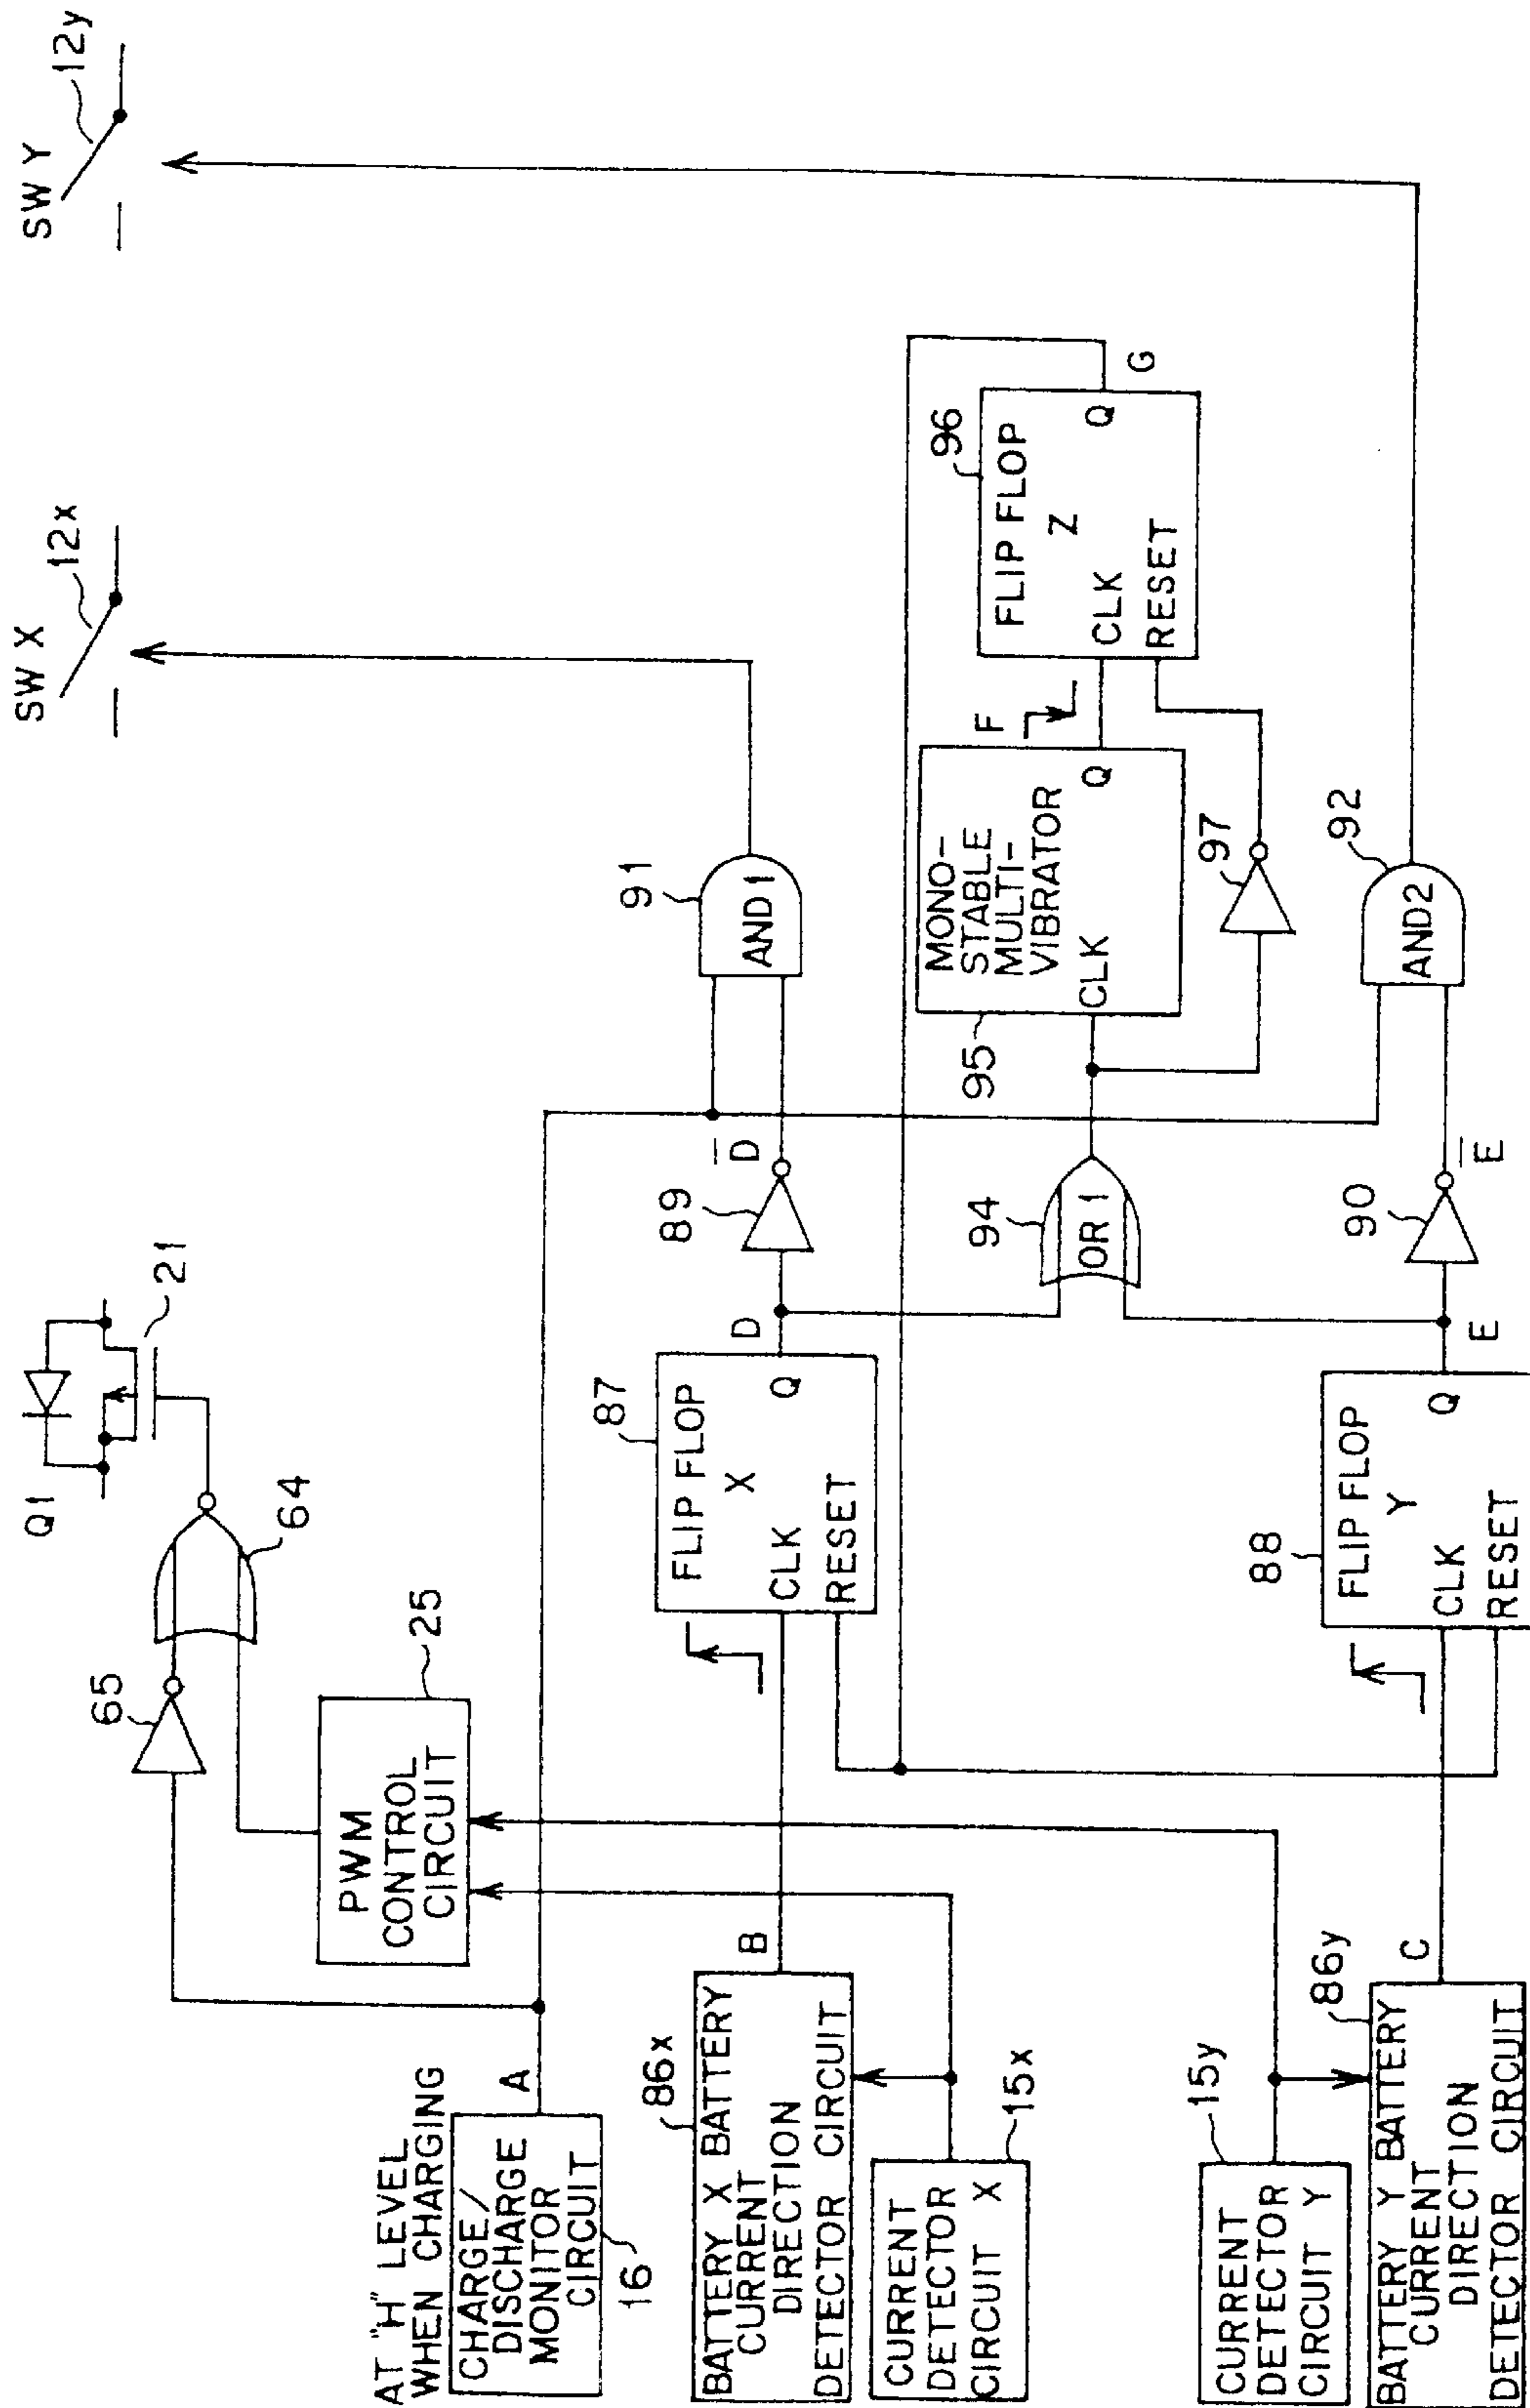 SW X
12x
SW Y
12y
Q1
21
65
64
PWM
CONTROL
CIRCUIT
25
AT "H" LEVEL
WHEN CHARGING
CHARGE/
DISCHARGE
MONITOR
CIRCUIT
16
A
BATTERY X BATTERY
CURRENT
DIRECTION
DETECTOR CIRCUIT
86x
B
CURRENT
DETECTOR
CIRCUIT X
15x
CURRENT
DETECTOR
CIRCUIT Y
15y
BATTERY Y BATTERY
CURRENT
DIRECTION
DETECTOR CIRCUIT
86y
C
FLIP FLOP
X
CLK
Q
RESET
87
D
89
D̅
AND1
91
FLIP FLOP
Y
CLK
Q
RESET
88
E
90
E̅
AND2
92
OR 1
94
MONO-
STABLE
MULTI-
VIBRATOR
CLK
Q
95
F
97
FLIP FLOP
Z
CLK
Q
RESET
96
G